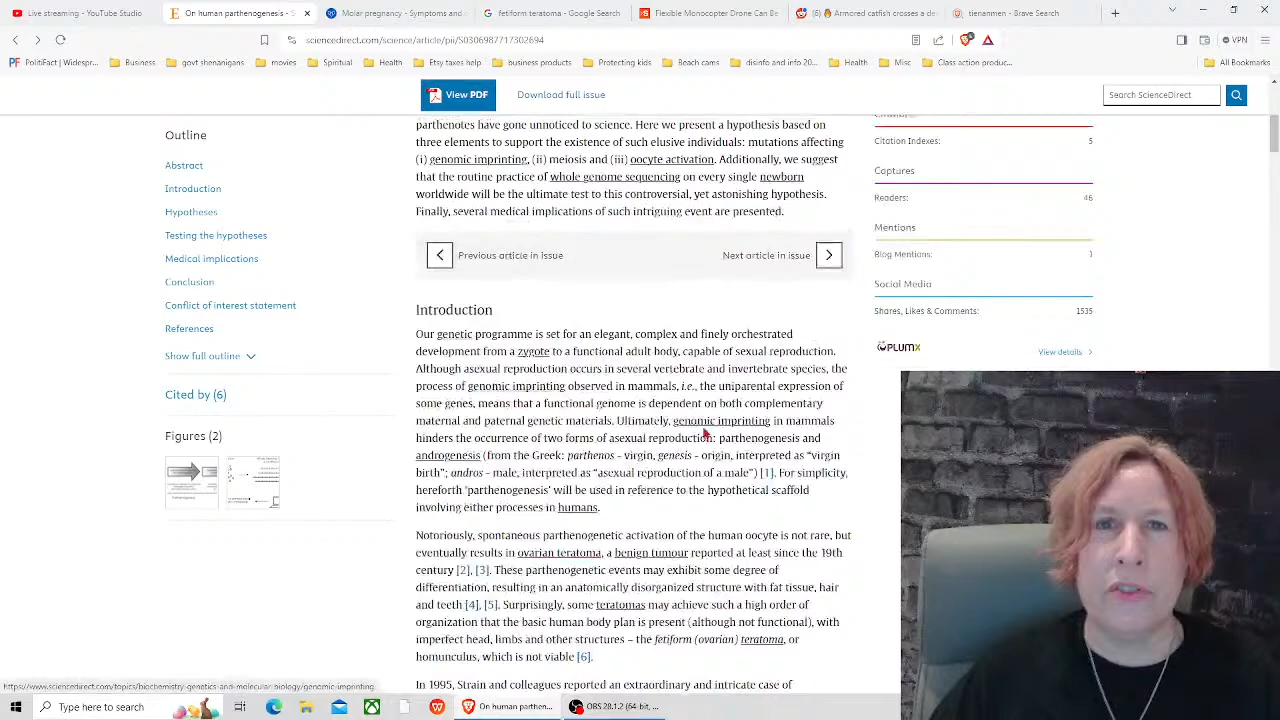 Live streaming - YouTube Studio
On human parthenogenesis - S
Molar pregnancy - Symptoms and
fetiform teratoma - Google Search
Flexible Monocopter Drone Can Be
(6) 🔥 Armored catfish crosses a de
tienanmen - Brave Search
sciencedirect.com/science/article/pii/S0306987717302694
VPN
PolitiFact | Widespr...
Business
govt shenanigans
movies
Spiritual
Health
Etsy taxes help
business products
Protecting kids
Beach cams
disinfo and info 20...
Health
Misc
Class action produc...
All Bookmarks
View PDF
Download full issue
Search ScienceDirect
Outline
Abstract
Introduction
Hypotheses
Testing the hypotheses
Medical implications
Conclusion
Conflict of interest statement
References
Show full outline
Cited by (6)
Figures (2)
parthenotes have gone unnoticed to science. Here we present a hypothesis based on
three elements to support the existence of such elusive individuals: mutations affecting
(i) genomic imprinting, (ii) meiosis and (iii) oocyte activation. Additionally, we suggest
that the routine practice of whole genome sequencing on every single newborn
worldwide will be the ultimate test to this controversial, yet astonishing hypothesis.
Finally, several medical implications of such intriguing event are presented.
Previous article in issue
Next article in issue
Introduction
Our genetic programme is set for an elegant, complex and finely orchestrated
development from a zygote to a functional adult body, capable of sexual reproduction.
Although asexual reproduction occurs in several vertebrate and invertebrate species, the
process of genomic imprinting observed in mammals, i.e., the uniparental expression of
some genes, means that a functional genome is dependent on both complementary
maternal and paternal genetic materials. Ultimately, genomic imprinting in mammals
hinders the occurrence of two forms of asexual reproduction: parthenogenesis and
androgenesis (from the Greek: parthenos – virgin, genesis – origin, interpreted as “virgin
birth”; andros – male, interpreted as “asexual reproduction of a male”) [1]. For simplicity,
herefor­th ‘parthenogenesis’ will be used in reference to the hypothetical scaffold
involving either processes in humans.
Notoriously, spontaneous parthenogenetic activation of the human oocyte is not rare, but
eventually results in ovarian teratoma, a benign tumour reported at least since the 19th
century [2], [3]. These parthenogenetic events may exhibit some degree of
differentiation, resulting in an anatomically disorganized structure with fat tissue, hair
and teeth [4], [5]. Surprisingly, some teratomas may achieve such a high order of
organization that the basic human body plan is present (although not functional), with
imperfect head, limbs and other structures – the fetiform (ovarian) teratoma, or
homunculus, which is not viable [6].
In 1995, Strain and colleagues reported an extraordinary and intricate case of
Citation Indexes: 5
Captures
Readers: 46
Mentions
Blog Mentions:
Social Media
Shares, Likes & Comments: 1535
PLUMX
View details
https://www.sciencedirect.com/topics/biochemistry-genetics-and-molecular-biology/genomic-imprinting
Type here to search
On human parthen...
OBS 28.1.2 (64-bit, ...